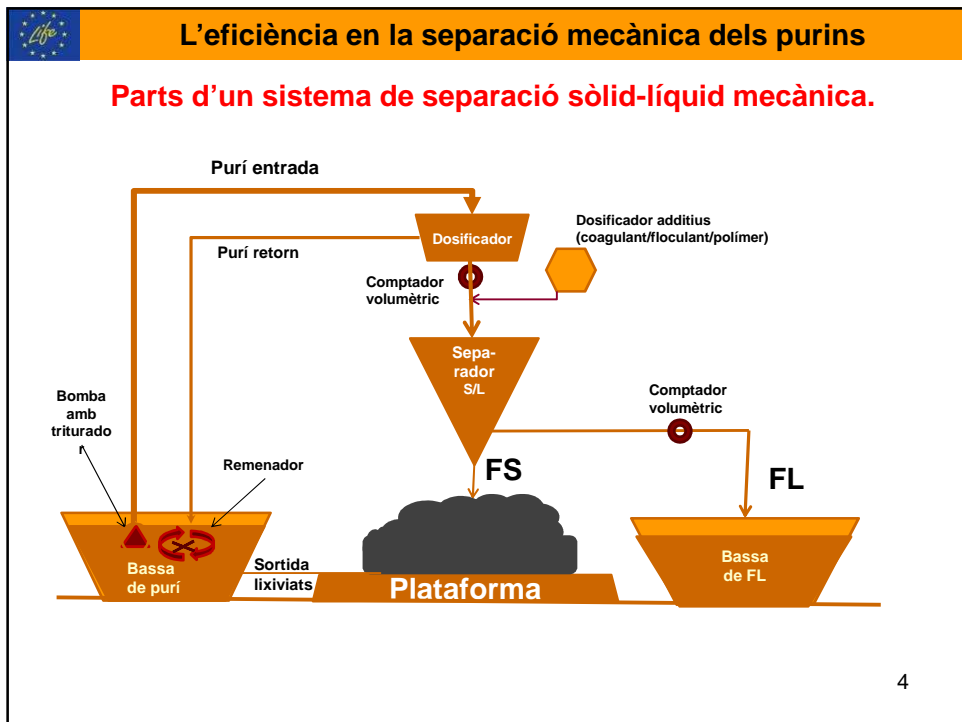 Life
L'eficiència en la separació mecànica dels purins
Parts d'un sistema de separació sòlid-líquid mecànica.
Purí entrada
Dosificador
Dosificador additius
(coagulant/floculant/polímer)
Purí retorn
Comptador
volumètric
Sepa-
rador
S/L
Comptador
volumètric
Bomba
amb
triturado
r
Remenador
FS
FL
Bassa
de purí
Sortida
lixiviats
Plataforma
Bassa
de FL
4